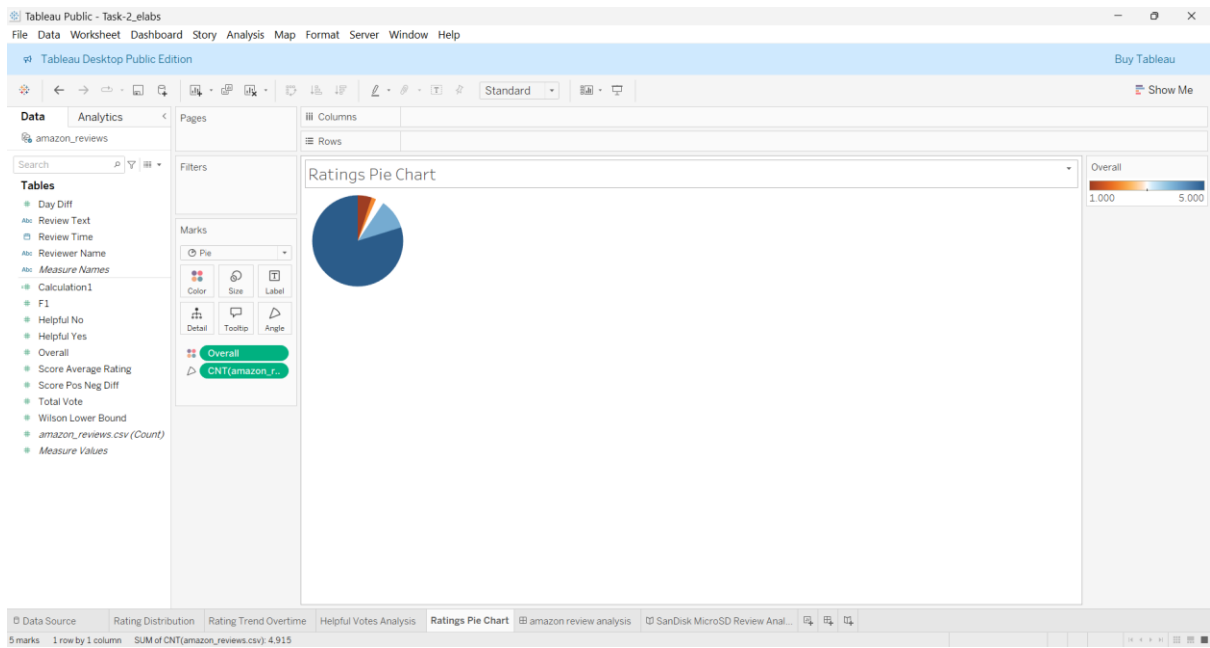 Tableau Public - Task-2_elabs
File Data Worksheet Dashboard Story Analysis Map Format Server Window Help
Tableau Desktop Public Edition
Buy Tableau
Standard
Show Me
Data Analytics
amazon_reviews
Search
Tables
Day Diff
Abc Review Text
Review Time
Abc Reviewer Name
Abc Measure Names
Calculation1
F1
Helpful No
Helpful Yes
Overall
Score Average Rating
Score Pos Neg Diff
Total Vote
Wilson Lower Bound
amazon_reviews.csv (Count)
Measure Values
Pages
Filters
Marks
Pie
Color Size Label
Detail Tooltip Angle
Overall
CNT(amazon_r..
Columns
Rows
Ratings Pie Chart
Overall
1.000 5.000
Data Source Rating Distribution Rating Trend Overtime Helpful Votes Analysis Ratings Pie Chart amazon review analysis SanDisk MicroSD Review Anal...
5 marks 1 row by 1 column SUM of CNT(amazon_reviews.csv): 4,915